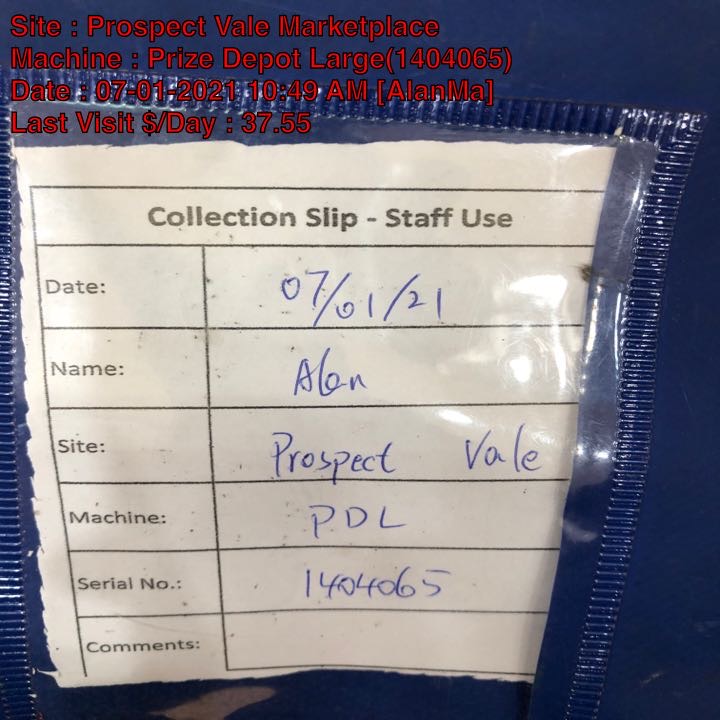 Site : Prospect Vale Marketplace
Machine : Prize Depot Large(1404065)
Date : 07-01-2021 10:49 AM [AlanMa]
Last Visit $/Day : 37.55
Collection Slip - Staff Use
Date: 07/01/21
Name: Alan
Site: Prospect Vale
Machine: PDL
Serial No.: 1404065
Comments: